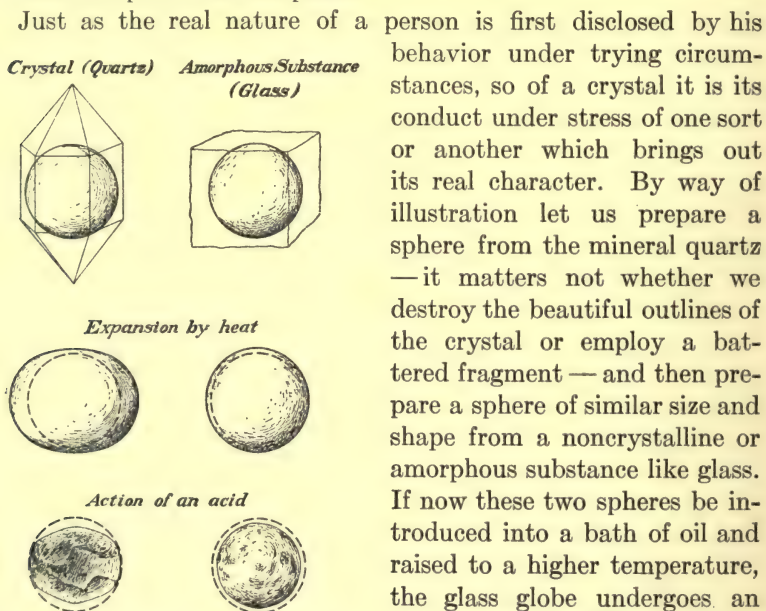 Just as the real nature of a person is first disclosed by his
Crystal (Quartz) Amorphous Substance
(Glass)
Expansion by heat
Action of an acid
behavior under trying circum-
stances, so of a crystal it is its
conduct under stress of one sort
or another which brings out
its real character. By way of
illustration let us prepare a
sphere from the mineral quartz
— it matters not whether we
destroy the beautiful outlines of
the crystal or employ a bat-
tered fragment — and then pre-
pare a sphere of similar size and
shape from a noncrystalline or
amorphous substance like glass.
If now these two spheres be in-
troduced into a bath of oil and
raised to a higher temperature,
the glass globe undergoes an